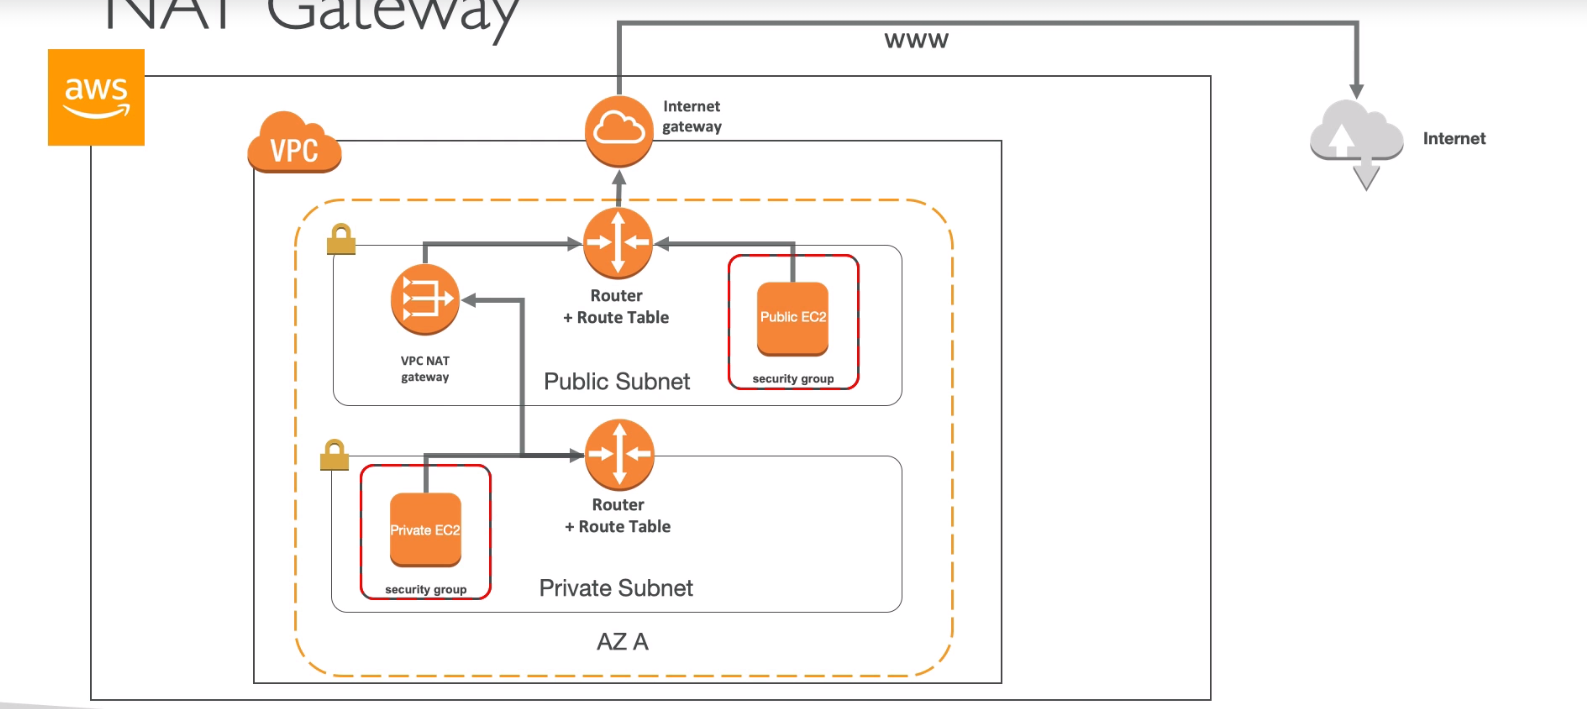 NAT Gateway
www
aws
Internet
gateway
Internet
VPC
Router
+ Route Table
Public EC2
VPC NAT
gateway
Public Subnet
security group
Router
+ Route Table
Private EC2
security group
Private Subnet
AZ A